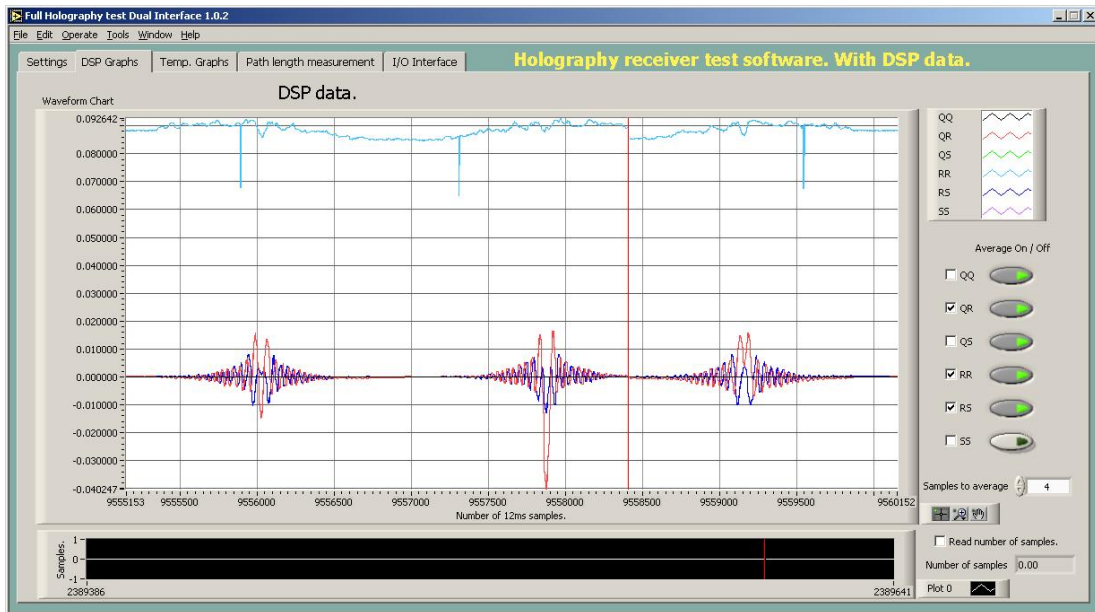 Full Holography test Dual Interface 1.0.2
File Edit Operate Tools Window Help
Settings DSP Graphs Temp. Graphs Path length measurement I/O Interface
Holography receiver test software. With DSP data.
DSP data.
Waveform Chart
0.092642
0.080000
0.070000
0.060000
0.050000
0.040000
0.030000
0.020000
0.010000
0.000000
-0.010000
-0.020000
-0.030000
-0.040247
9555153 9555500 9556000 9556500 9557000 9557500 9558000 9558500 9559000 9559500 9560152
Number of 12ms samples.
QQ
QR
QS
RR
RS
SS
Average On / Off
QQ
QR
QS
RR
RS
SS
Samples to average 4
Read number of samples.
Number of samples 0.00
Plot 0
Samples.
1
0
-1
2389386 2389641